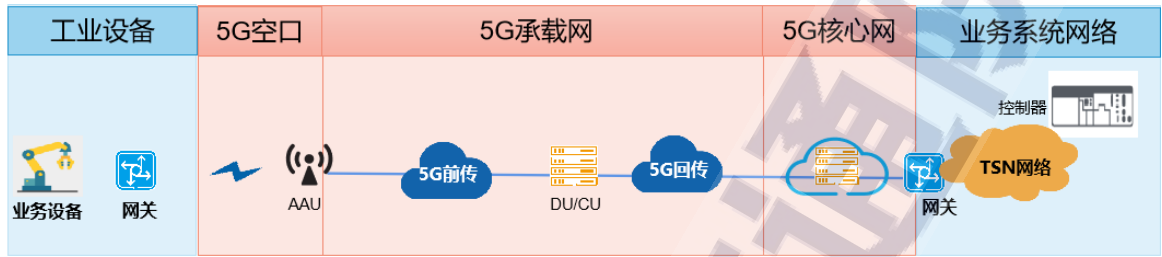 工业设备
5G空口
5G承载网
5G核心网
业务系统网络
控制器
TSN网络
5G前传
5G回传
业务设备
网关
AAU
DU/CU
网关